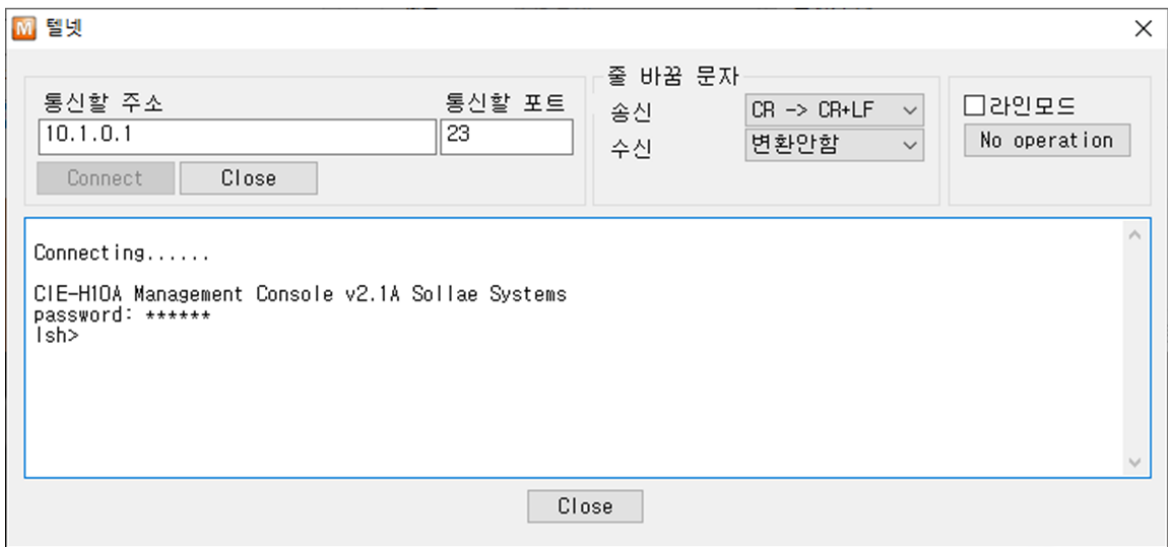 텔넷
통신할 주소
통신할 포트
10.1.0.1
23
Connect
Close
줄 바꿈 문자
송신
CR -> CR+LF
수신
변환안함
라인모드
No operation
Connecting......
CIE-H10A Management Console v2.1A Sollae Systems
password: ******
lsh>
Close